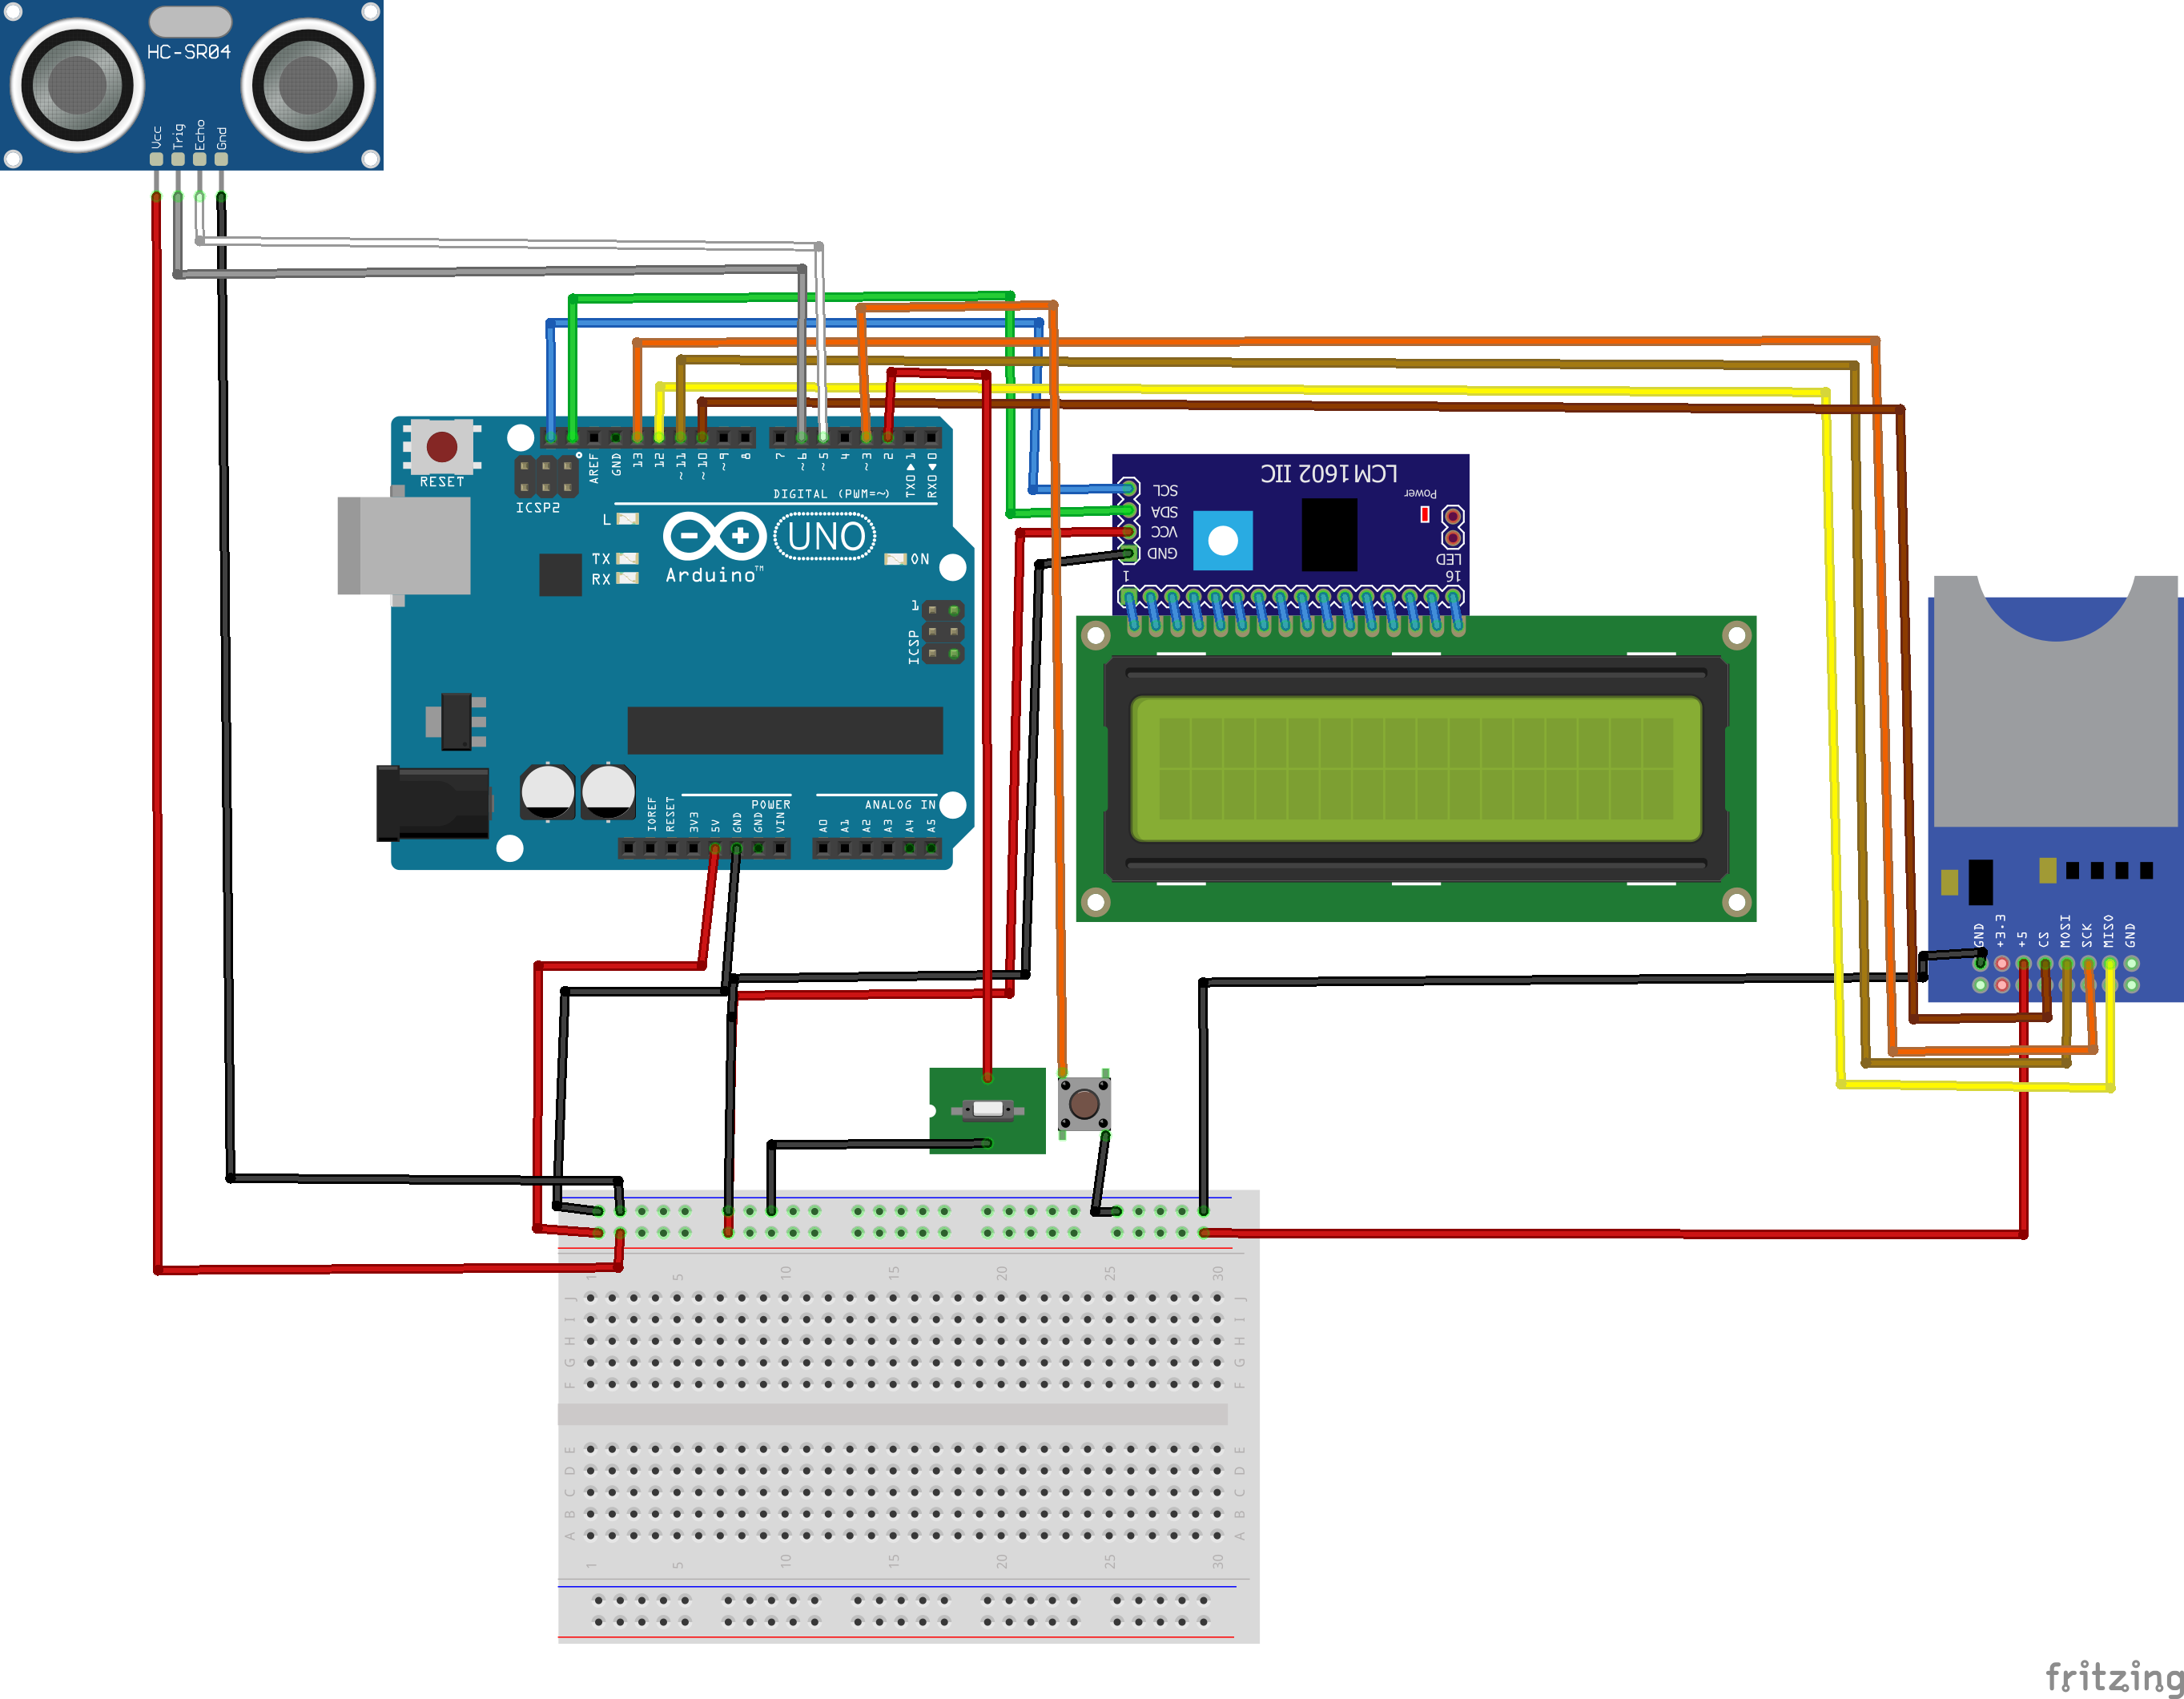 HC-SR04
Vcc
Trig
Echo
Gnd
RESET
ICSP2
AREF
GND
13
12
~11
~10
~9
8
7
~6
~5
4
~3
2
TX0▶1
RX0◀0
DIGITAL (PWM=~)
L
TX
RX
UNO
Arduino™
ON
1
ICSP
IOREF
RESET
3V3
5V
GND
GND
VIN
POWER
A0
A1
A2
A3
A4
A5
ANALOG IN
LCM1602 IIC
SCL
SDA
VCC
GND
Power
LED
1
16
GND
+3.3
+5
CS
MOSI
SCK
MISO
GND
1
5
10
15
20
25
30
J
J
I
I
H
H
G
G
F
F
E
E
D
D
C
C
B
B
A
A
1
5
10
15
20
25
30
fritzing